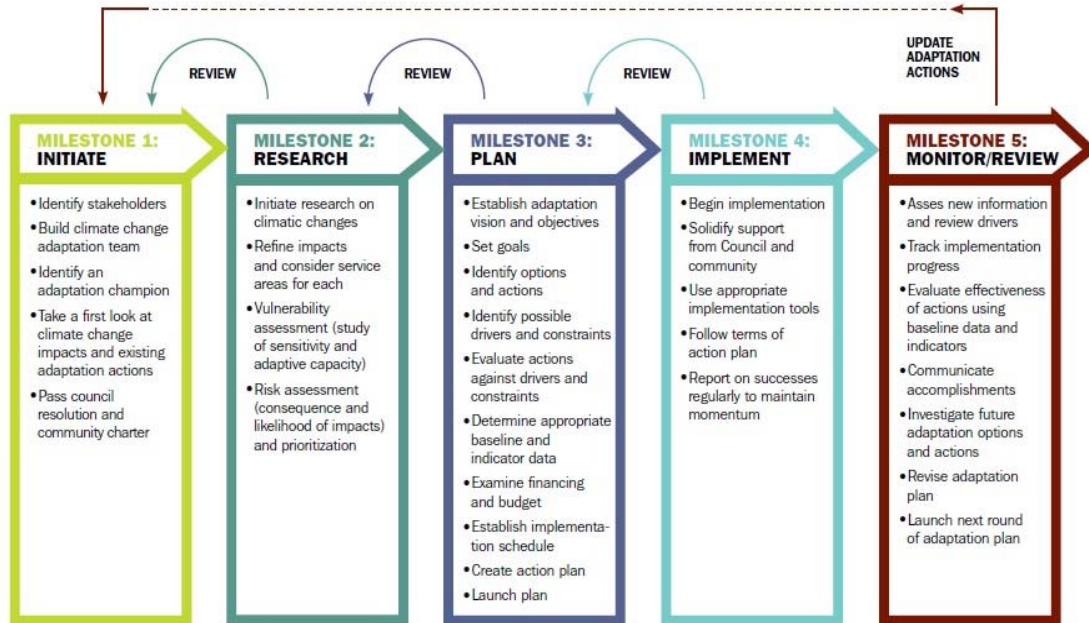 UPDATE
ADAPTATION
ACTIONS
REVIEW
REVIEW
REVIEW
MILESTONE 1:
INITIATE
•Identify stakeholders
•Build climate change
adaptation team
•Identify an
adaptation champion
•Take a first look at
climate change
impacts and existing
adaptation actions
•Pass council
resolution and
community charter
MILESTONE 2:
RESEARCH
•Initiate research on
climatic changes
•Refine impacts
and consider service
areas for each
•Vulnerability
assessment (study
of sensitivity and
adaptive capacity)
•Risk assessment
(consequence and
likelihood of impacts)
and prioritization
MILESTONE 3:
PLAN
•Establish adaptation
vision and objectives
•Set goals
•Identify options
and actions
•Identify possible
drivers and constraints
•Evaluate actions
against drivers and
constraints
•Determine appropriate
baseline and
indicator data
•Examine financing
and budget
•Establish implementa-
tion schedule
•Create action plan
•Launch plan
MILESTONE 4:
IMPLEMENT
•Begin implementation
•Solidify support
from Council and
community
•Use appropriate
implementation tools
•Follow terms of
action plan
•Report on successes
regularly to maintain
momentum
MILESTONE 5:
MONITOR/REVIEW
•Asses new information
and review drivers
•Track implementation
progress
•Evaluate effectiveness
of actions using
baseline data and
indicators
•Communicate
accomplishments
•Investigate future
adaptation options
and actions
•Revise adaptation
plan
•Launch next round
of adaptation plan